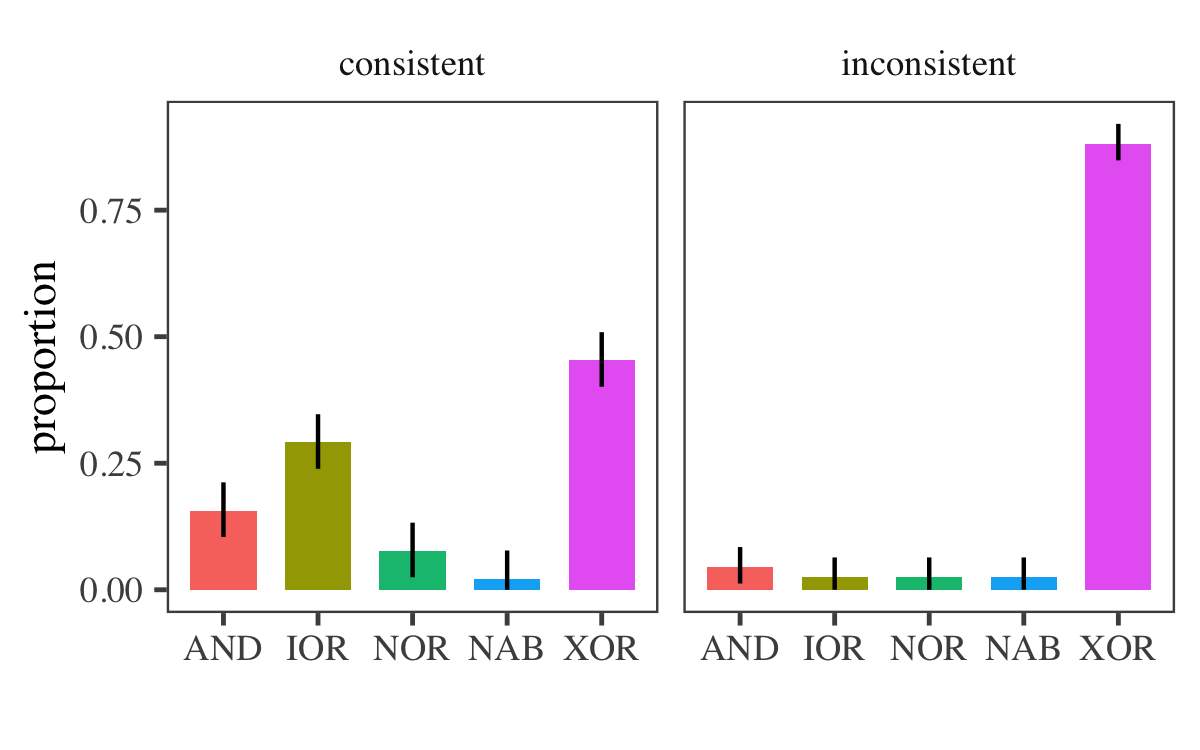 consistent
inconsistent
proportion
0.75
0.50
0.25
0.00
AND IOR NOR NAB XOR
AND IOR NOR NAB XOR